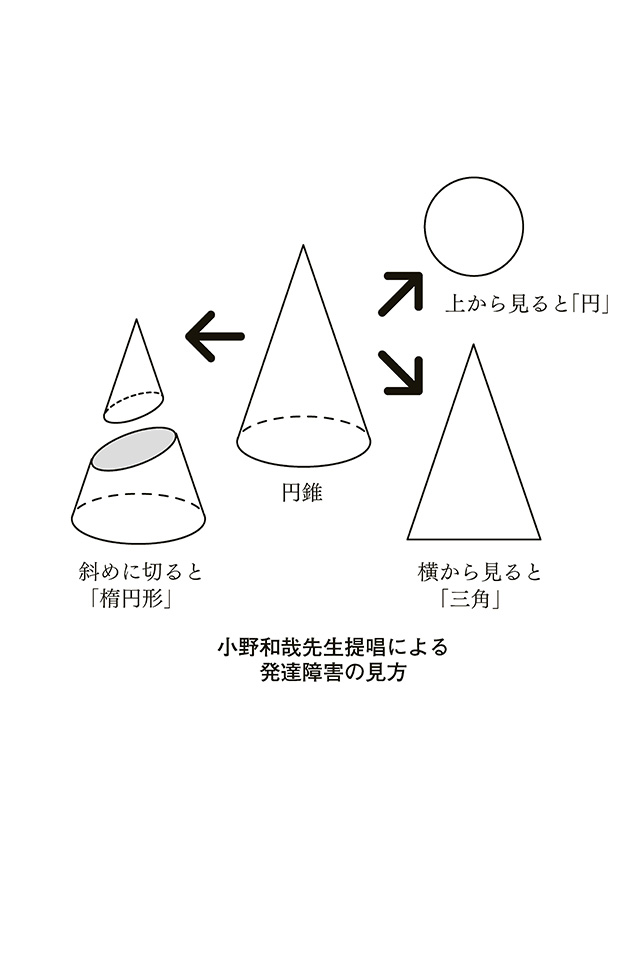 上から見ると「円」
円錐
斜めに切ると
「楕円形」
横から見ると
「三角」
小野和哉先生提唱による
発達障害の見方